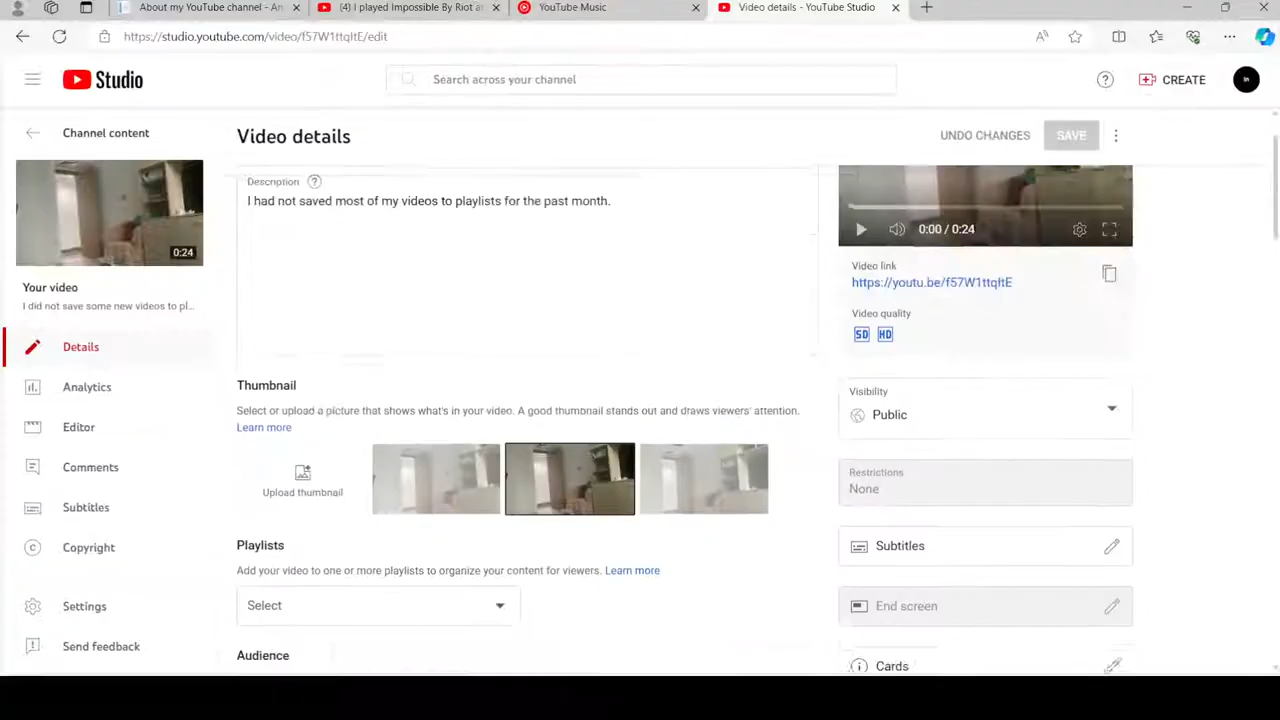 About my YouTube channel - An
(4) I played Impossible By Riot ar
YouTube Music
Video details - YouTube Studio
https://studio.youtube.com/video/f57W1ttqItE/edit
Studio
Search across your channel
CREATE
Channel content
Video details
UNDO CHANGES
SAVE
0:24
Your video
I did not save some new videos to pl...
Details
Analytics
Editor
Comments
Subtitles
Copyright
Settings
Send feedback
Description
I had not saved most of my videos to playlists for the past month.
Thumbnail
Select or upload a picture that shows what's in your video. A good thumbnail stands out and draws viewers' attention.
Learn more
Upload thumbnail
Playlists
Add your video to one or more playlists to organize your content for viewers. Learn more
Select
Audience
0:00 / 0:24
Video link
https://youtu.be/f57W1ttqItE
Video quality
SD HD
Visibility
Public
Restrictions
None
Subtitles
End screen
Cards